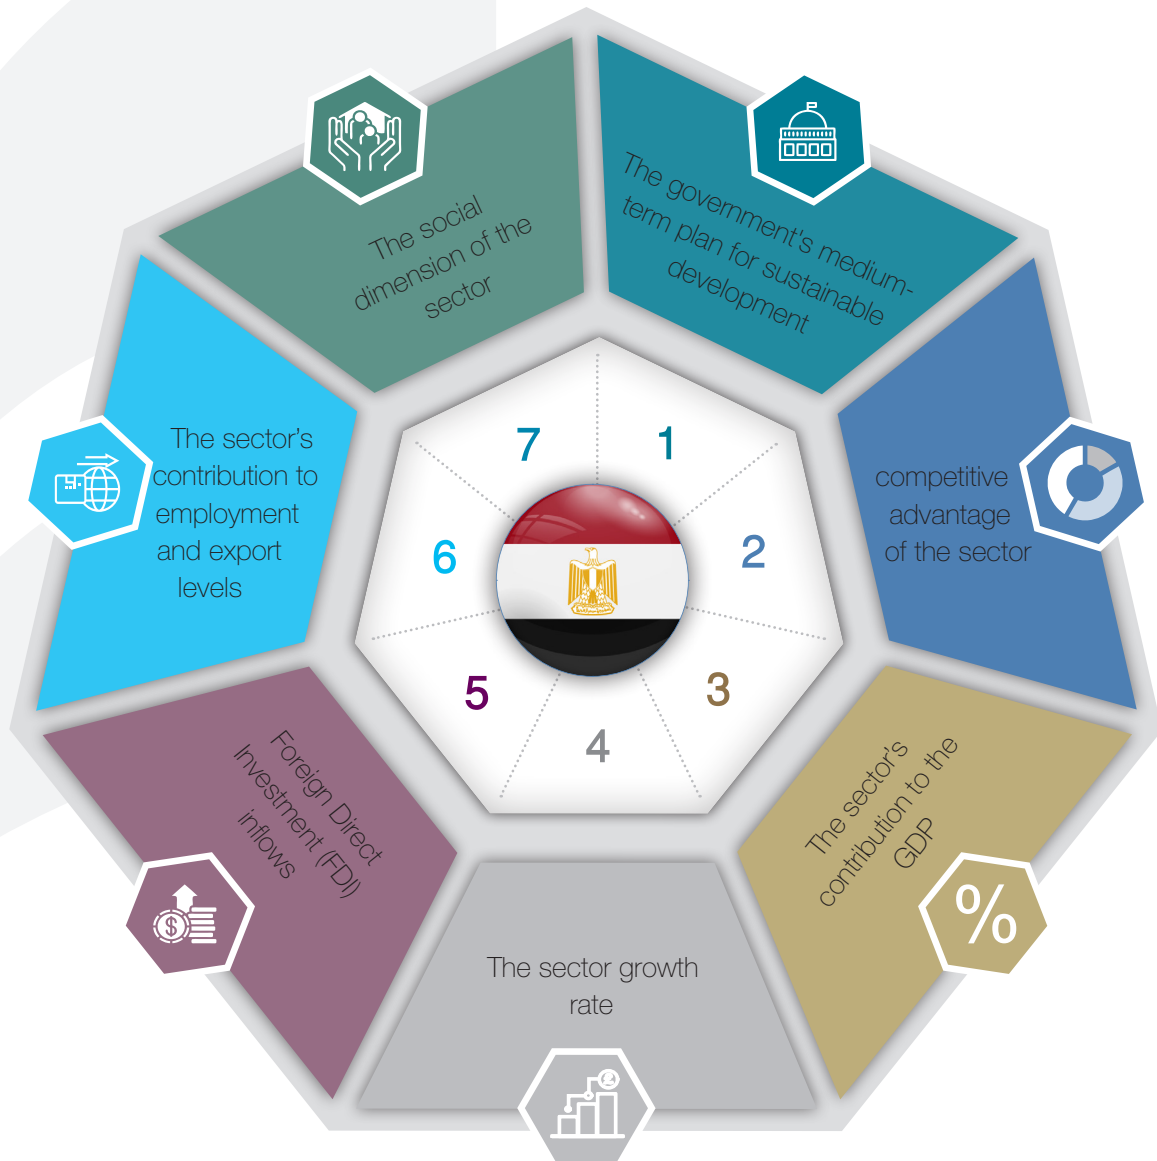 The government's medium-
term plan for sustainable
development
competitive
advantage
of the sector
The sector's
contribution to the
GDP
%
The sector growth
rate
Foreign Direct
Investment (FDI)
inflows
$
The sector's
contribution to
employment
and export
levels
The social
dimension of the
sector
1
2
3
4
5
6
7